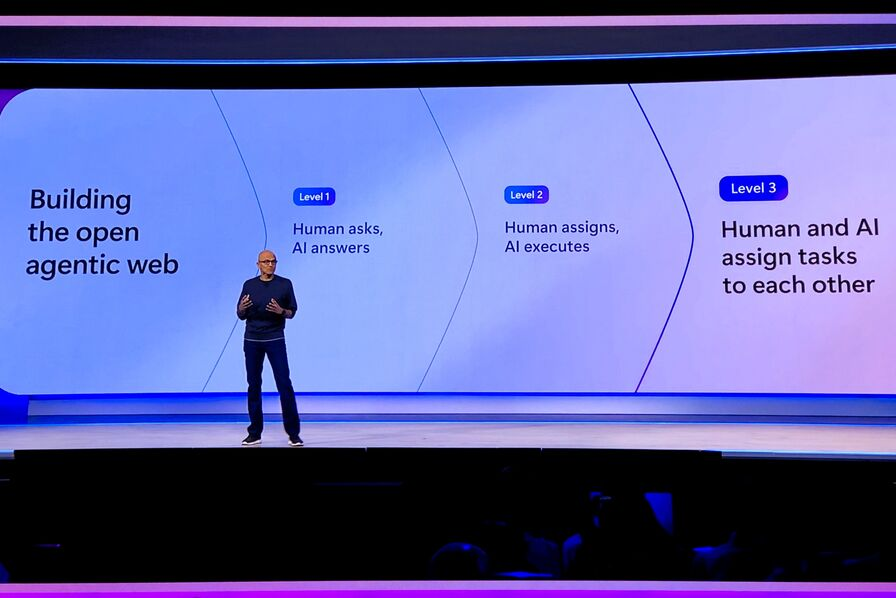 Building
the open
agentic web
Level 1
Human asks,
AI answers
Level 2
Human assigns,
AI executes
Level 3
Human and AI
assign tasks
to each other